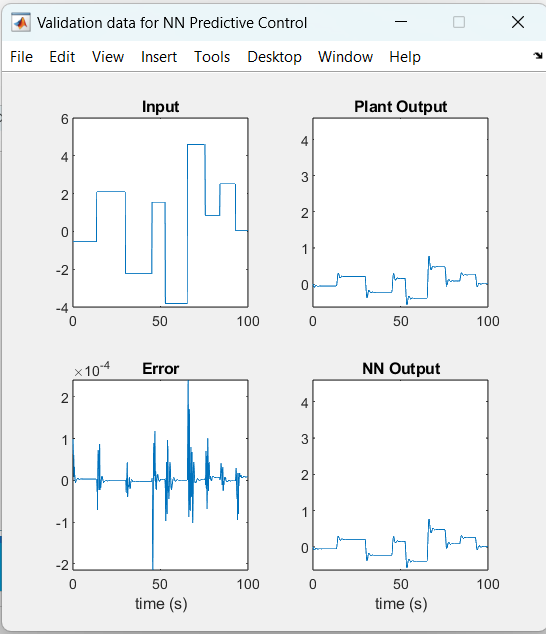 Validation data for NN Predictive Control
File Edit View Insert Tools Desktop Window Help
Input
6
4
2
0
-2
-4
0 50 100
Plant Output
4
3
2
1
0
0 50 100
Error
×10-4
2
1
0
-1
-2
0 50 100
time (s)
NN Output
4
3
2
1
0
0 50 100
time (s)